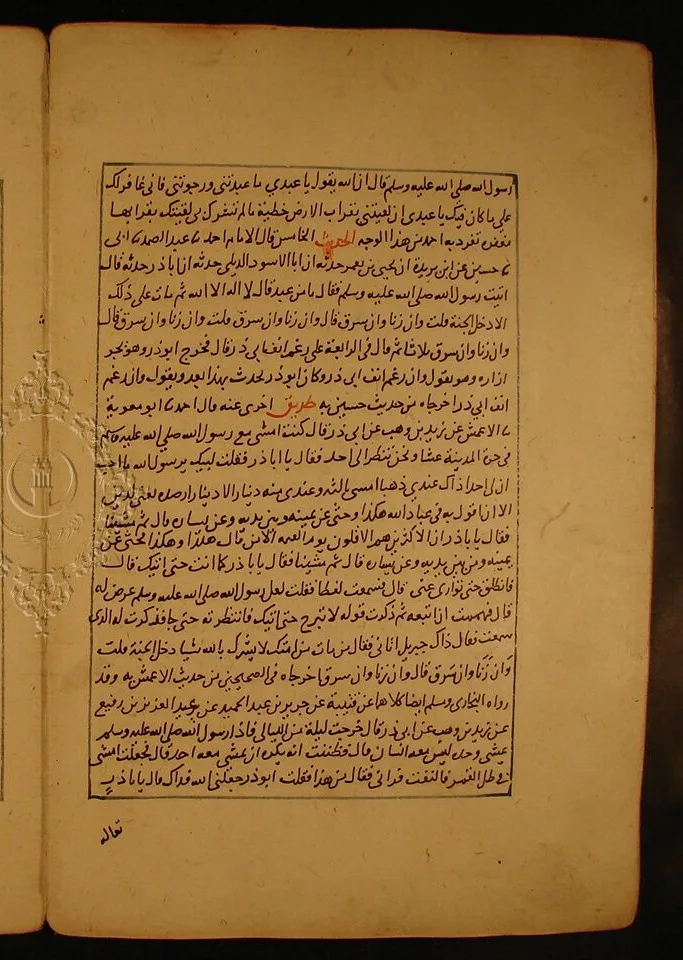 رسول الله صلى الله عليه وسلم قال ان الله يقول يا عبدي ما عبدتني ورجوتني فاني غافر لك
على ما كان فيك يا عبدي ان لقيتني بقراب الارض خطيئة ما لم تشرك بي لقيتك بقرابها
مغفرة تفرد به احمد من هذا الوجه الحديث الخامس قال الامام احمد ثنا عبد الصمد ثنا ابي
ثنا حسين عن ابن بريدة ان يحيى بن يعمر حدثه ان ابا الاسود الديلي حدثه ان ابا ذر حدثه قال
اتيت رسول الله صلى الله عليه وسلم فقال ما من عبد قال لا اله الا الله ثم مات على ذلك
الا دخل الجنة قلت وان زنا وان سرق قال وان زنا وان سرق قلت وان زنا وان سرق قال
وان زنا وان سرق ثلاثا ثم قال في الرابعة على رغم انف ابي ذر قال فخرج ابو ذر وهو يجر
ازاره وهو يقول وان رغم انف ابي ذر وكان ابو ذر يحدث بهذا بعد ويقول وان رغم
انف ابي ذر اخرجاه من حديث حسين به طريق اخرى عنه قال احمد ثنا ابو معوية
ثنا الاعمش عن زيد بن وهب عن ابي ذر قال كنت امشي مع رسول الله صلى الله عليه وسلم
في حرة المدينة عشا ونحن ننظر الى احد فقال يا ابا ذر فقلت لبيك يرسول الله ما احب
ان لي احدا ذاك عندي ذهبا امسى ثالثة وعندي منه دينار الا دينارا ارصده يعني لدين
الا ان اقول به في عباد الله هكذا وحثى عن يمينه وبين يديه وعن يساره قال ثم مشينا
فقال يا با ذر ان الاكثرين هم الاقلون يوم القيمة الا من قال هكذا وهكذا فحثى عن
يمينه ومن بين يديه وعن يساره قال ثم مشينا فقال يا با ذر كما انت حتى اتيك قال
فانطلق حتى توارى عني قال فسمعت لغطا فقلت لعل رسول الله صلى الله عليه وسلم عرض له
قال فهممت ان اتبعه ثم ذكرت قوله لا تبرح حتى اتيك فانتظرته حتى جا فذكرت له الذي
سمعت فقال ذاك جبريل اتاني فقال من مات من امتك لا يشرك بالله شيا دخل الجنة قلت
وان زنا وان سرق قال وان زنا وان سرق اخرجاه في الصحيحين من حديث الاعمش به وقد
رواه البخاري ومسلم ايضا كلاهما عن قتيبة عن جرير بن عبد الحميد عن عبد العزيز بن رفيع
عن زيد بن وهب عن ابي ذر قال خرجت ليلة من الليالي فاذا رسول الله صلى الله عليه وسلم
يمشي وحده ليس معه انسان قال فظننت انه يكره ان يمشي معه احد قال فجعلت امشي
في ظل القمر فالتفت فراني فقال من هذا فقلت ابو ذر جعلني الله فداك قال يا با ذر
تعاله